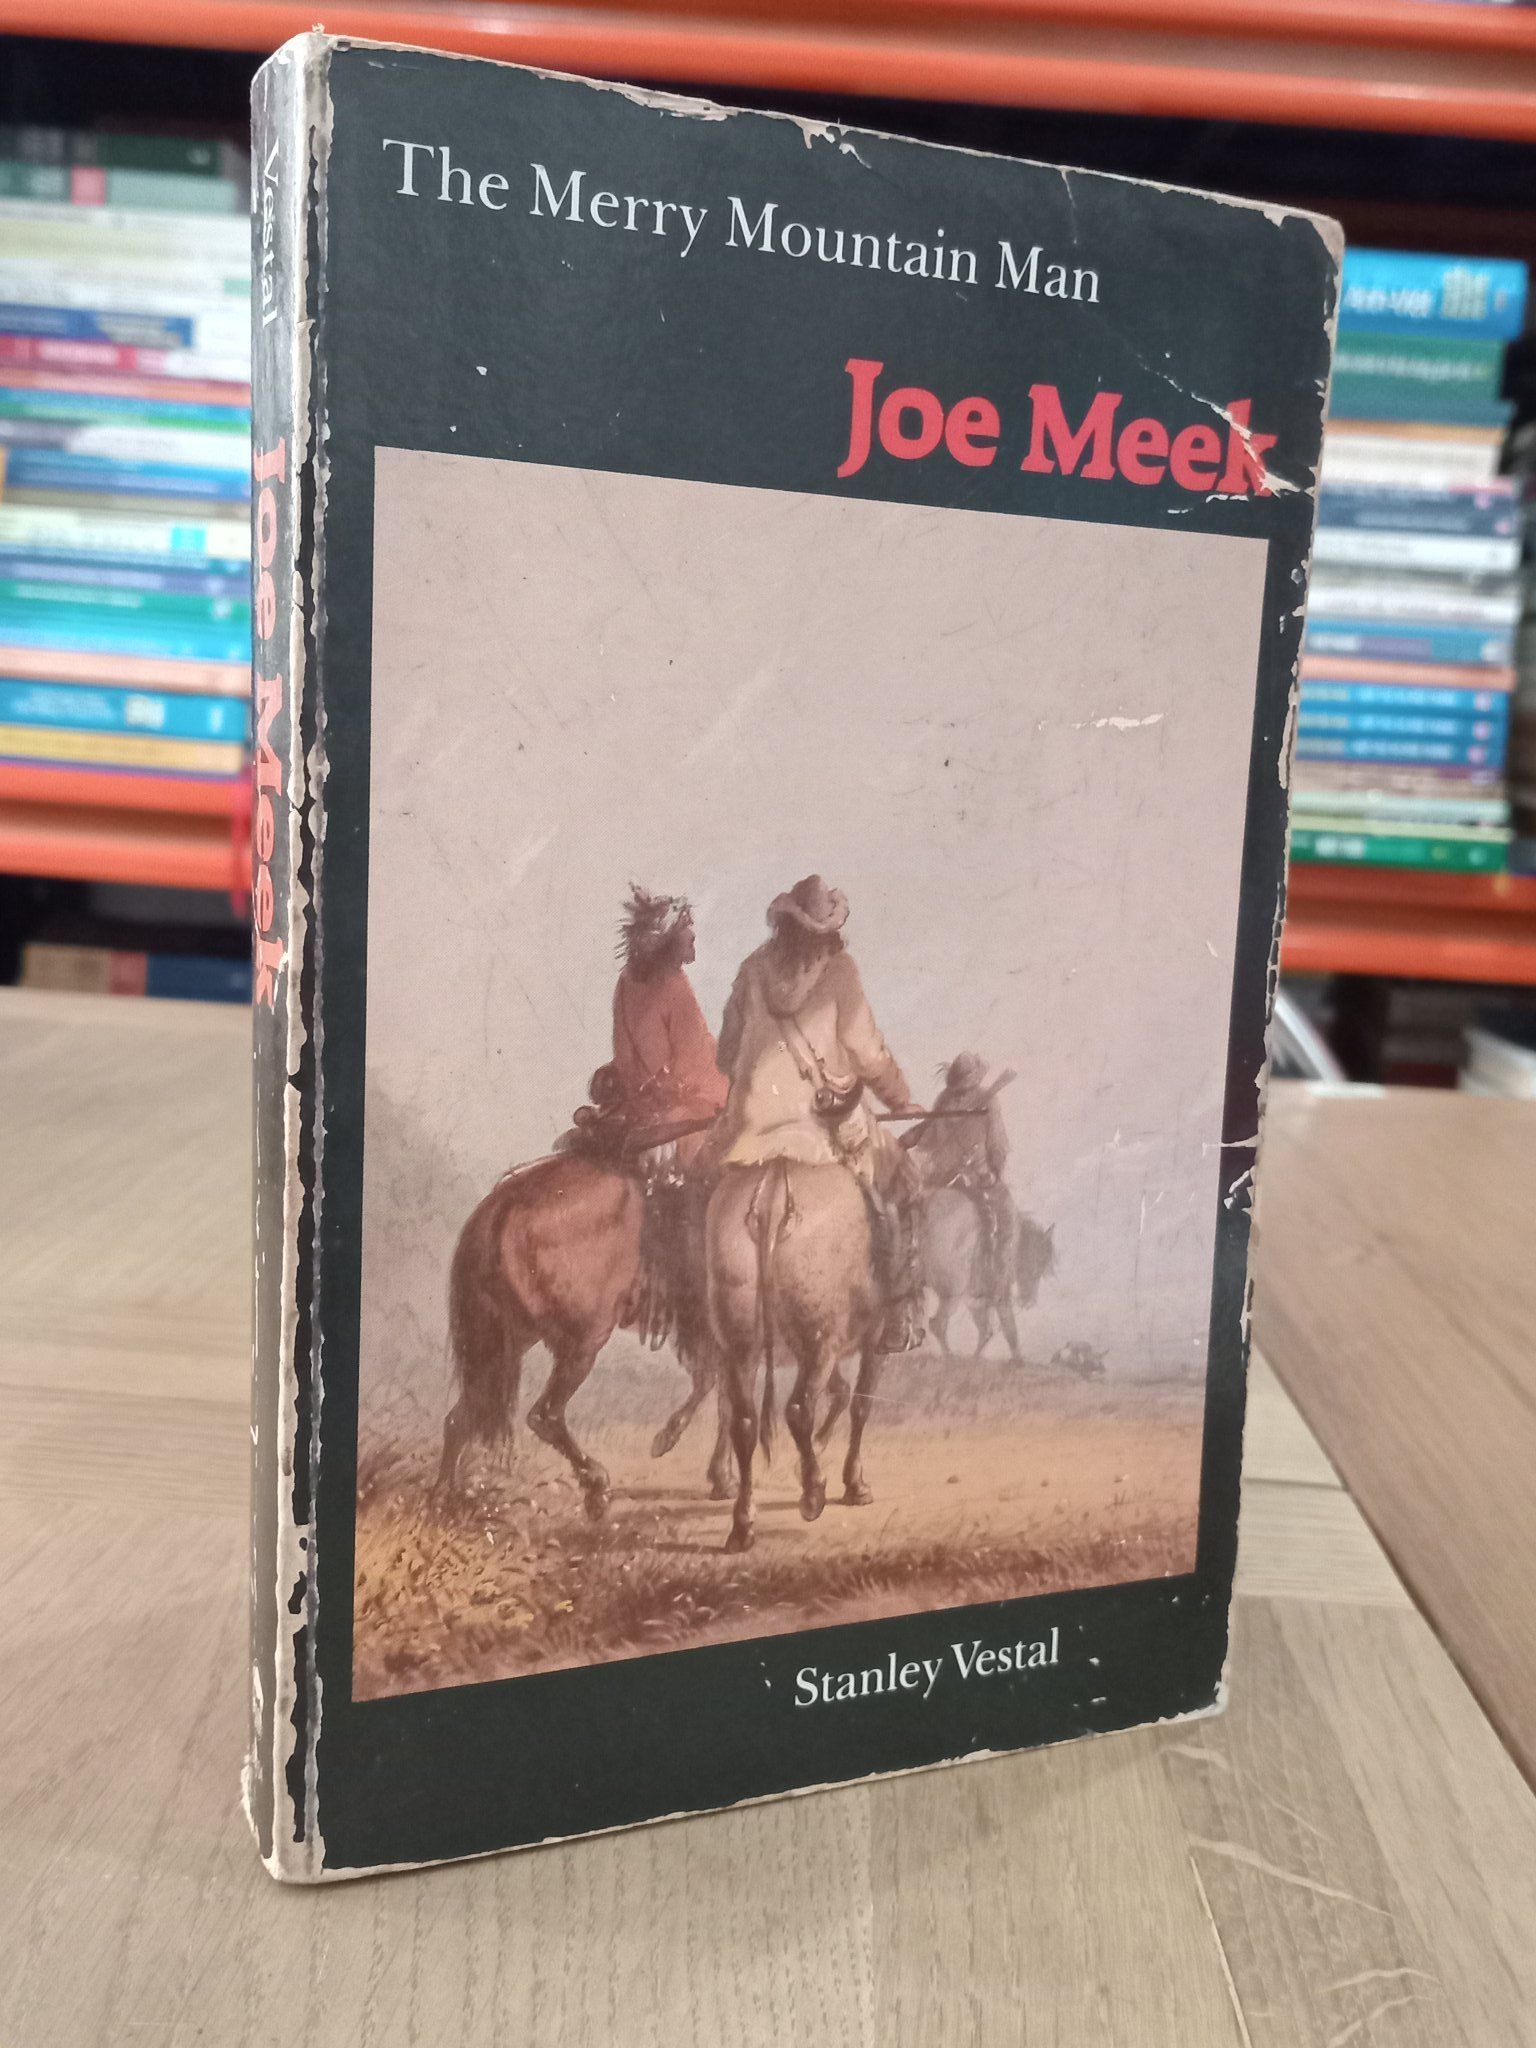 The Merry Mountain Man
Joe Meek
Stanley Vestal
Vestal
Joe Meek